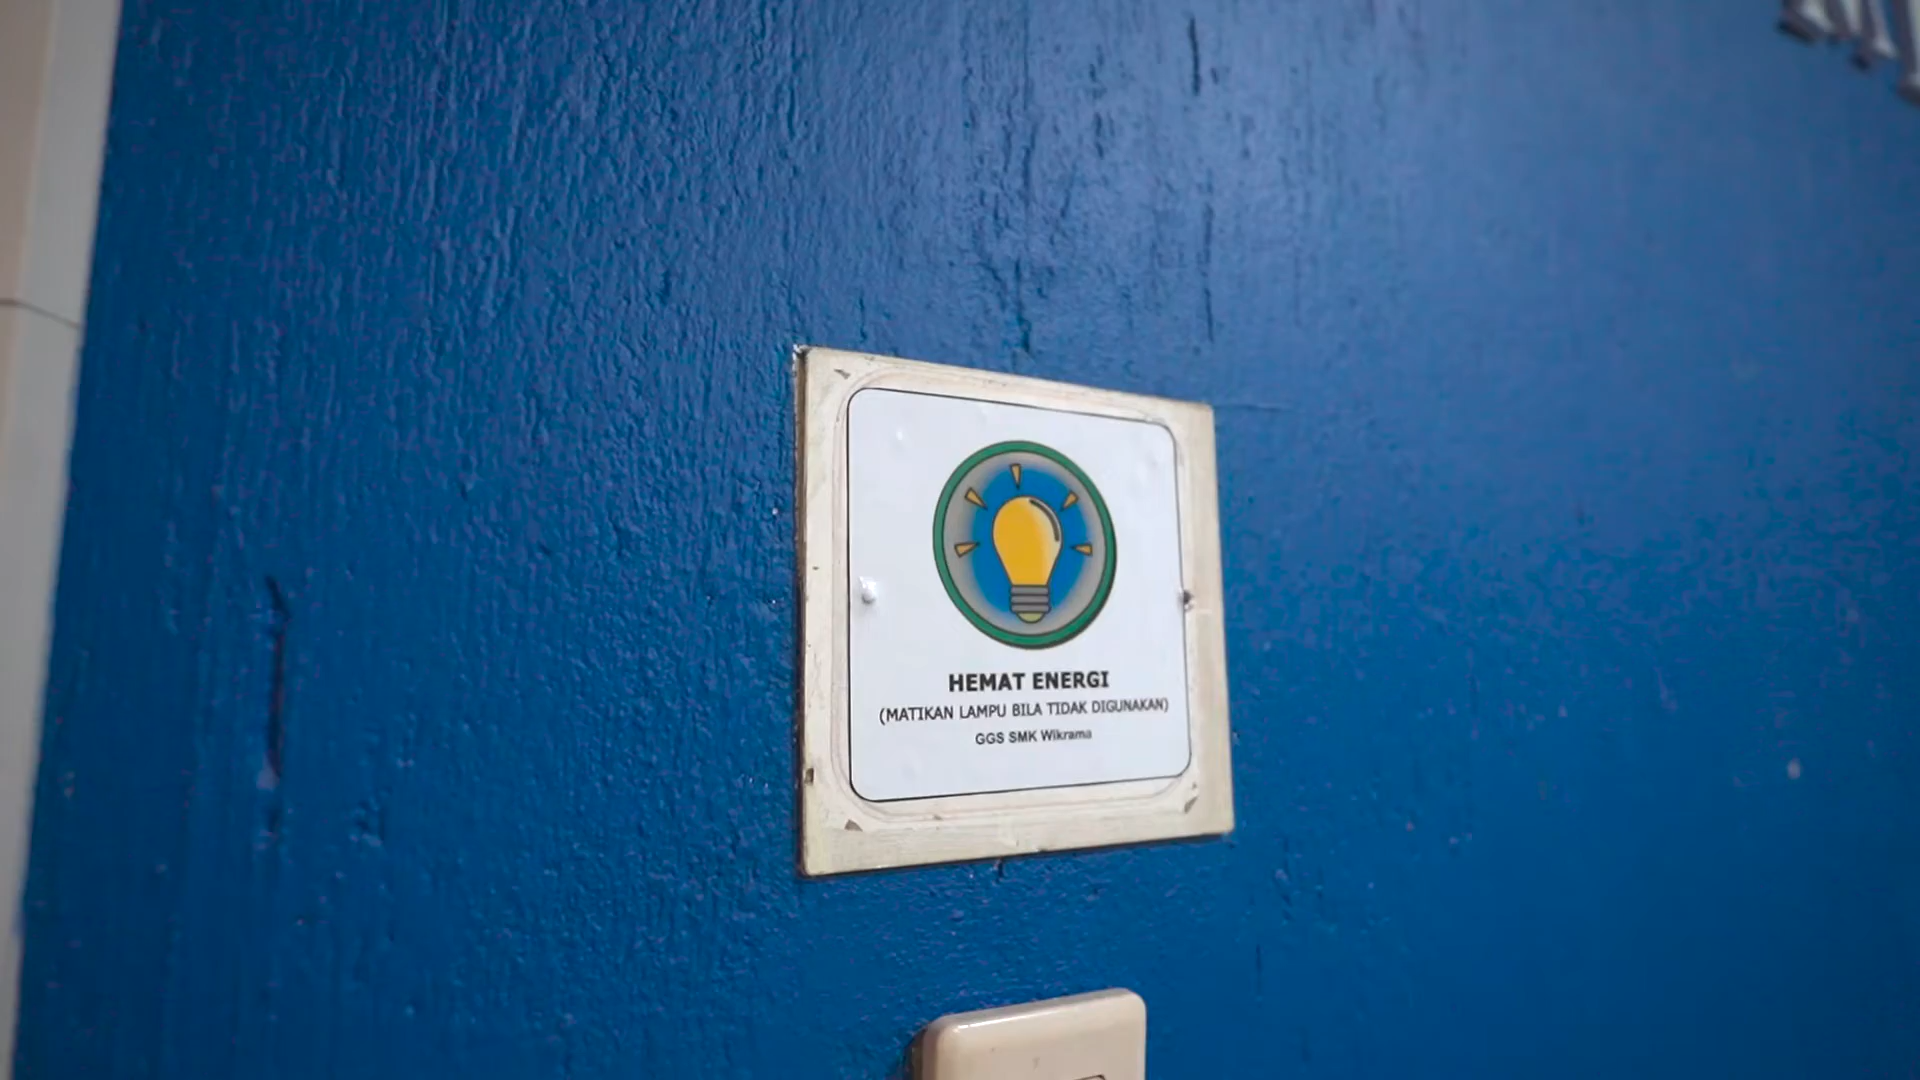 HEMAT ENERGI
(MATIKAN LAMPU BILA TIDAK DIGUNAKAN)
GGS SMK Wikrama